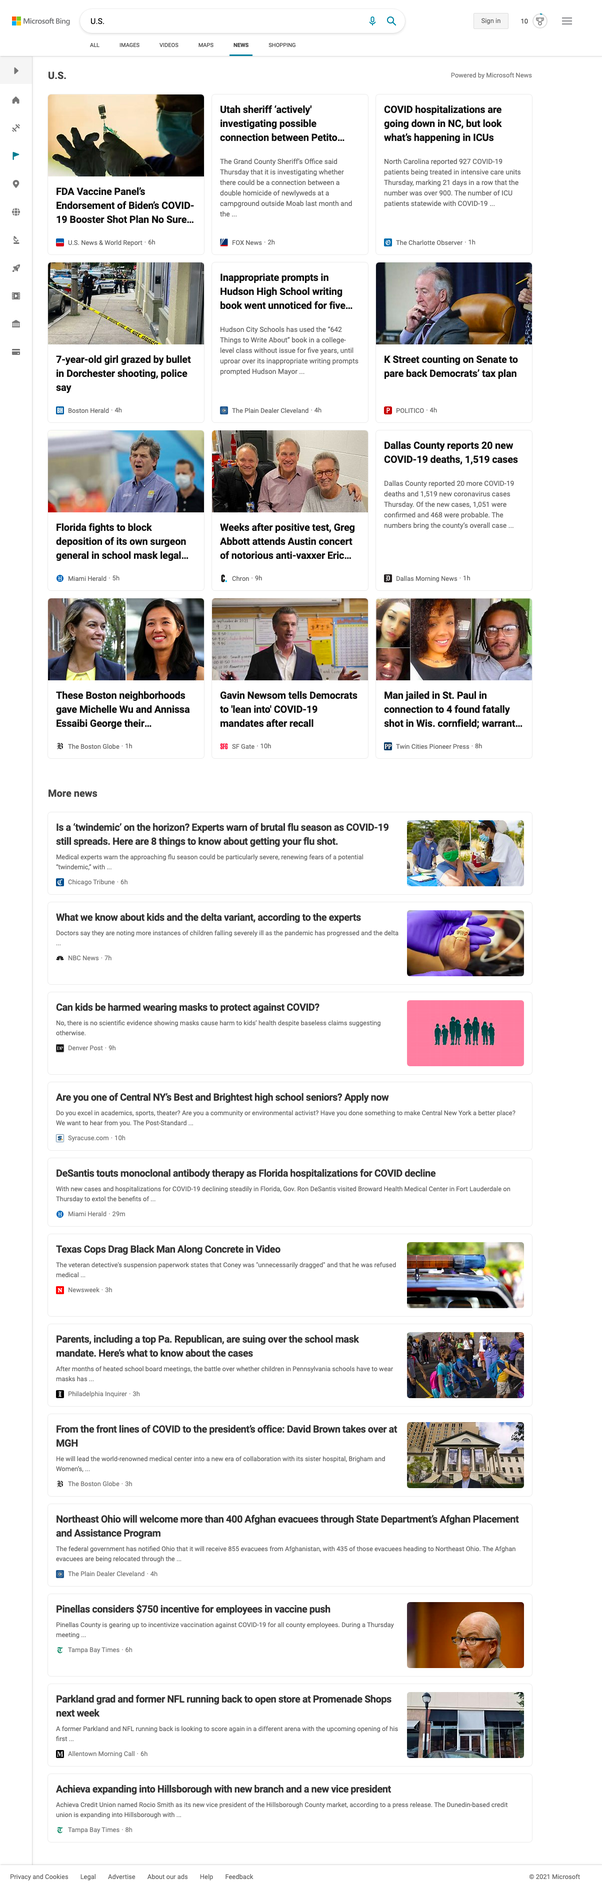 Microsoft Bing
U.S.
Sign in
10
ALL
IMAGES
VIDEOS
MAPS
NEWS
SHOPPING
U.S.
Powered by Microsoft News
FDA Vaccine Panel's
Endorsement of Biden's COVID-
19 Booster Shot Plan No Sure...
U.S. News & World Report · 6h
Utah sheriff 'actively'
investigating possible
connection between Petito...
The Grand County Sheriff's Office said
Thursday that it is investigating whether
there could be a connection between a
double homicide of newlyweds at a
campground outside Moab last month and
the ...
FOX News · 2h
COVID hospitalizations are
going down in NC, but look
what's happening in ICUs
North Carolina reported 927 COVID-19
patients being treated in intensive care units
Thursday, marking 21 days in a row that the
number was over 900. The number of ICU
patients statewide with COVID-19 ...
The Charlotte Observer · 1h
7-year-old girl grazed by bullet
in Dorchester shooting, police
say
Boston Herald · 4h
Inappropriate prompts in
Hudson High School writing
book went unnoticed for five...
Hudson City Schools has used the "642
Things to Write About" book in a college-
level class without issue for five years, until
uproar over its inappropriate writing prompts
prompted Hudson Mayor ...
The Plain Dealer Cleveland · 4h
K Street counting on Senate to
pare back Democrats' tax plan
POLITICO · 4h
Florida fights to block
deposition of its own surgeon
general in school mask legal...
Miami Herald · 5h
Weeks after positive test, Greg
Abbott attends Austin concert
of notorious anti-vaxxer Eric...
Chron · 9h
Dallas County reports 20 new
COVID-19 deaths, 1,519 cases
Dallas County reported 20 more COVID-19
deaths and 1,519 new coronavirus cases
Thursday. Of the new cases, 1,051 were
confirmed and 468 were probable. The
numbers bring the county's overall case ...
Dallas Morning News · 1h
These Boston neighborhoods
gave Michelle Wu and Annissa
Essaibi George their...
The Boston Globe · 1h
Gavin Newsom tells Democrats
to 'lean into' COVID-19
mandates after recall
SF Gate · 10h
Man jailed in St. Paul in
connection to 4 found fatally
shot in Wis. cornfield; warrant...
Twin Cities Pioneer Press · 8h
More news
Is a 'twindemic' on the horizon? Experts warn of brutal flu season as COVID-19
still spreads. Here are 8 things to know about getting your flu shot.
Medical experts warn the approaching flu season could be particularly severe, renewing fears of a potential
"twindemic," with ...
Chicago Tribune · 6h
What we know about kids and the delta variant, according to the experts
Doctors say they are noting more instances of children falling severely ill as the pandemic has progressed and the delta
...
NBC News · 7h
Can kids be harmed wearing masks to protect against COVID?
No, there is no scientific evidence showing masks cause harm to kids' health despite baseless claims suggesting
otherwise.
Denver Post · 9h
Are you one of Central NY's Best and Brightest high school seniors? Apply now
Do you excel in academics, sports, theater? Are you a community or environmental activist? Have you done something to make Central New York a better place?
We want to hear from you. The Post-Standard ...
Syracuse.com · 10h
DeSantis touts monoclonal antibody therapy as Florida hospitalizations for COVID decline
With new cases and hospitalizations for COVID-19 declining steadily in Florida, Gov. Ron DeSantis visited Broward Health Medical Center in Fort Lauderdale on
Thursday to extol the benefits of ...
Miami Herald · 29m
Texas Cops Drag Black Man Along Concrete in Video
The veteran detective's suspension paperwork states that Coney was "unnecessarily dragged" and that he was refused
medical ...
Newsweek · 3h
Parents, including a top Pa. Republican, are suing over the school mask
mandate. Here's what to know about the cases
After months of heated school board meetings, the battle over whether children in Pennsylvania schools have to wear
masks has ...
Philadelphia Inquirer · 3h
From the front lines of COVID to the president's office: David Brown takes over at
MGH
He will lead the world-renowned medical center into a new era of collaboration with its sister hospital, Brigham and
Women's, ...
The Boston Globe · 3h
Northeast Ohio will welcome more than 400 Afghan evacuees through State Department's Afghan Placement
and Assistance Program
The federal government has notified Ohio that it will receive 855 evacuees from Afghanistan, with 435 of those evacuees heading to Northeast Ohio. The Afghan
evacuees are being relocated through the ...
The Plain Dealer Cleveland · 4h
Pinellas considers $750 incentive for employees in vaccine push
Pinellas County is gearing up to incentivize vaccination against COVID-19 for all county employees. During a Thursday
meeting ...
Tampa Bay Times · 6h
Parkland grad and former NFL running back to open store at Promenade Shops
next week
A former Parkland and NFL running back is looking to score again in a different arena with the upcoming opening of his
first ...
Allentown Morning Call · 6h
Achieva expanding into Hillsborough with new branch and a new vice president
Achieva Credit Union named Rocio Smith as its new vice president of the Hillsborough County market, according to a press release. The Dunedin-based credit
union is expanding into Hillsborough with ...
Tampa Bay Times · 8h
Privacy and Cookies
Legal
Advertise
About our ads
Help
Feedback
© 2021 Microsoft